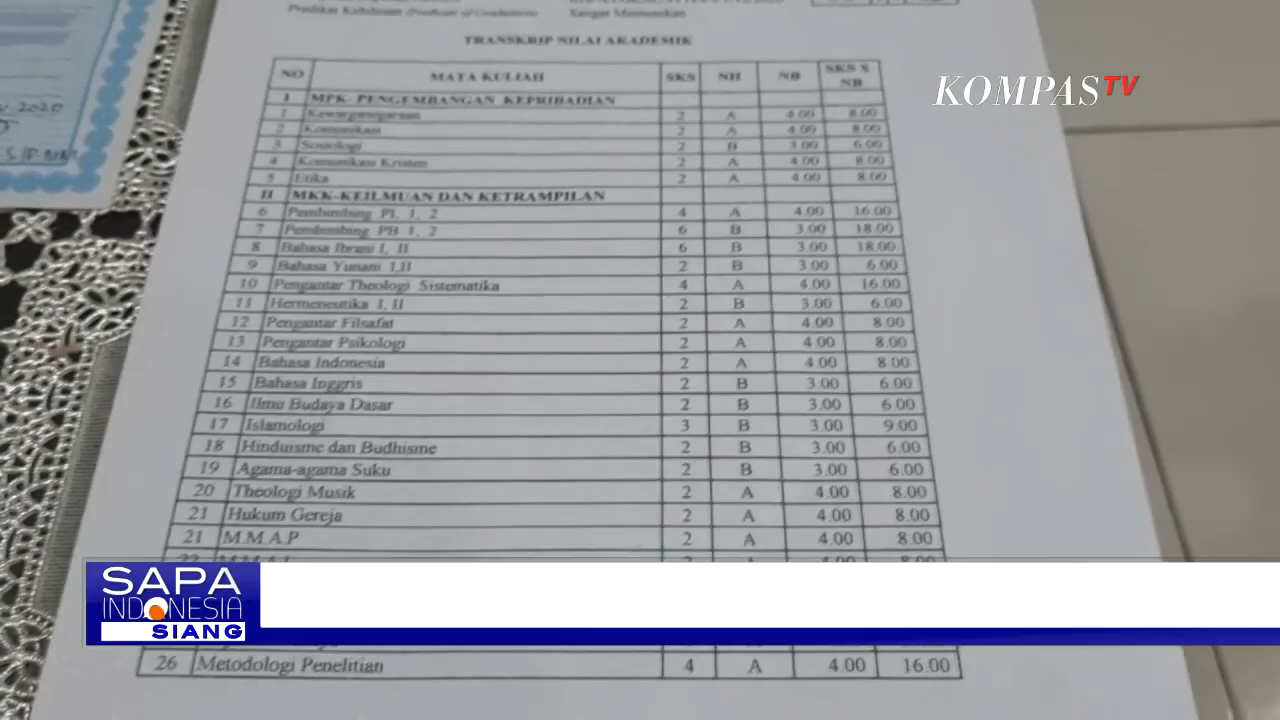 Sangat Memuaskan
TRANSKRIP NILAI AKADEMIK
NO MATA KULIAH SKS NH NB SKS X NB
I MPK- PENGEMBANGAN KEPRIBADIAN
1 Kewarganegaraan 2 A 4.00 8.00
2 Komunikasi 2 A 4.00 8.00
3 Sosiologi 2 B 3.00 6.00
4 Komunikasi Kristen 2 A 4.00 8.00
5 Etika 2 A 4.00 8.00
II MKK-KEILMUAN DAN KETRAMPILAN
6 Pembimbing PL 1, 2 4 A 4.00 16.00
7 Pembimbing PB 1, 2 6 B 3.00 18.00
8 Bahasa Ibrani I, II 6 B 3.00 18.00
9 Bahasa Yunani I,II 2 B 3.00 6.00
10 Pengantar Theologi Sistematika 4 A 4.00 16.00
11 Hermeneutika I, II 2 B 3.00 6.00
12 Pengantar Filsafat 2 A 4.00 8.00
13 Pengantar Psikologi 2 A 4.00 8.00
14 Bahasa Indonesia 2 A 4.00 8.00
15 Bahasa Inggris 2 B 3.00 6.00
16 Ilmu Budaya Dasar 2 B 3.00 6.00
17 Islamologi 3 B 3.00 9.00
18 Hinduisme dan Budhisme 2 B 3.00 6.00
19 Agama-agama Suku 2 B 3.00 6.00
20 Theologi Musik 2 A 4.00 8.00
21 Hukum Gereja 2 A 4.00 8.00
21 M.M.A.P 2 A 4.00 8.00
26 Metodologi Penelitian 4 A 4.00 16.00
2020
KOMPAS TV
SAPA
INDONESIA
SIANG